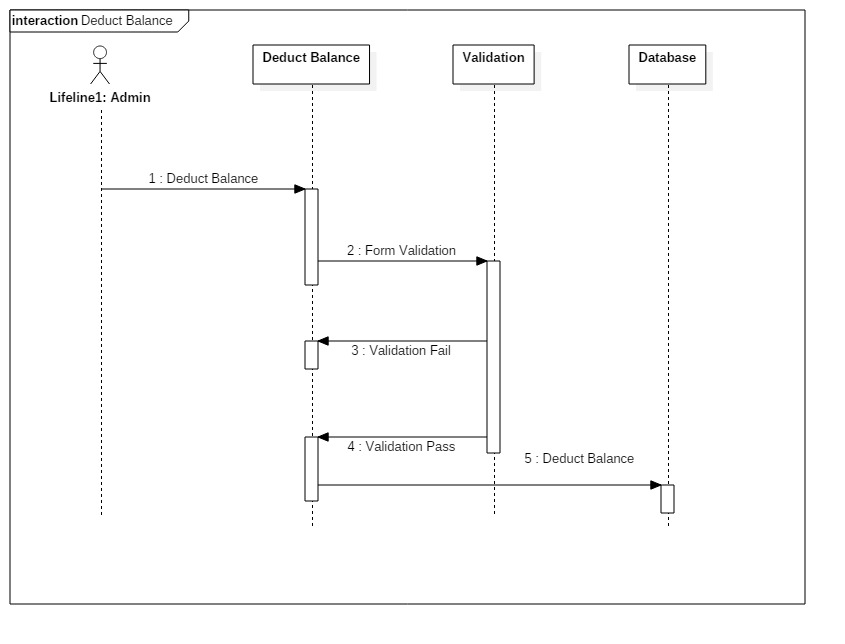 interaction Deduct Balance
Deduct Balance
Validation
Database
Lifeline1: Admin
1 : Deduct Balance
2 : Form Validation
3 : Validation Fail
4 : Validation Pass
5 : Deduct Balance